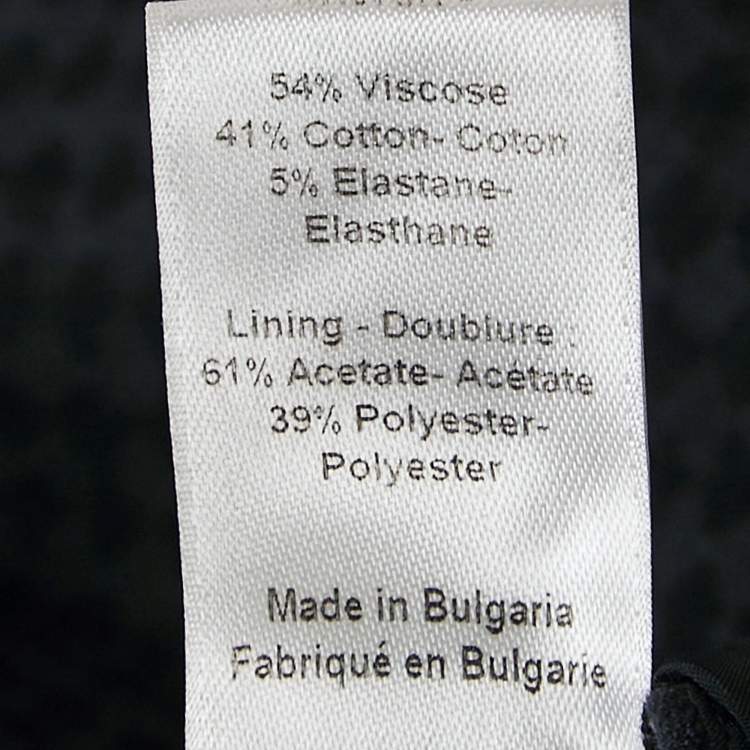 54% Viscose
41% Cotton- Coton
5% Elastane-
Elasthane
Lining - Doublure :
61% Acetate- Acétate
39% Polyester-
Polyester
Made in Bulgaria
Fabriqué en Bulgarie